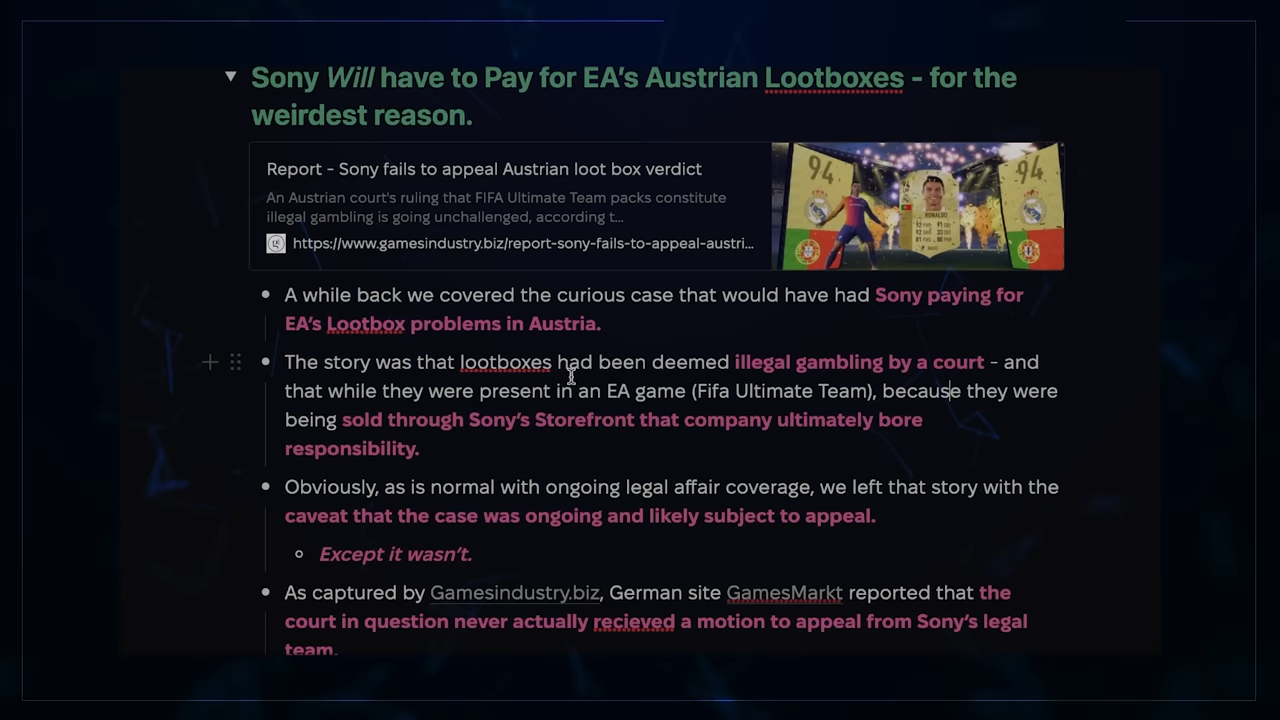 Sony Will have to Pay for EA's Austrian Lootboxes - for the
weirdest reason.
Report - Sony fails to appeal Austrian loot box verdict
An Austrian court's ruling that FIFA Ultimate Team packs constitute
illegal gambling is going unchallenged, according t...
https://www.gamesindustry.biz/report-sony-fails-to-appeal-austri...
94
94
RONALDO
A while back we covered the curious case that would have had Sony paying for
EA's Lootbox problems in Austria.
The story was that lootboxes had been deemed illegal gambling by a court - and
that while they were present in an EA game (Fifa Ultimate Team), because they were
being sold through Sony's Storefront that company ultimately bore
responsibility.
Obviously, as is normal with ongoing legal affair coverage, we left that story with the
caveat that the case was ongoing and likely subject to appeal.
Except it wasn't.
As captured by Gamesindustry.biz, German site GamesMarkt reported that the
court in question never actually recieved a motion to appeal from Sony's legal
team.